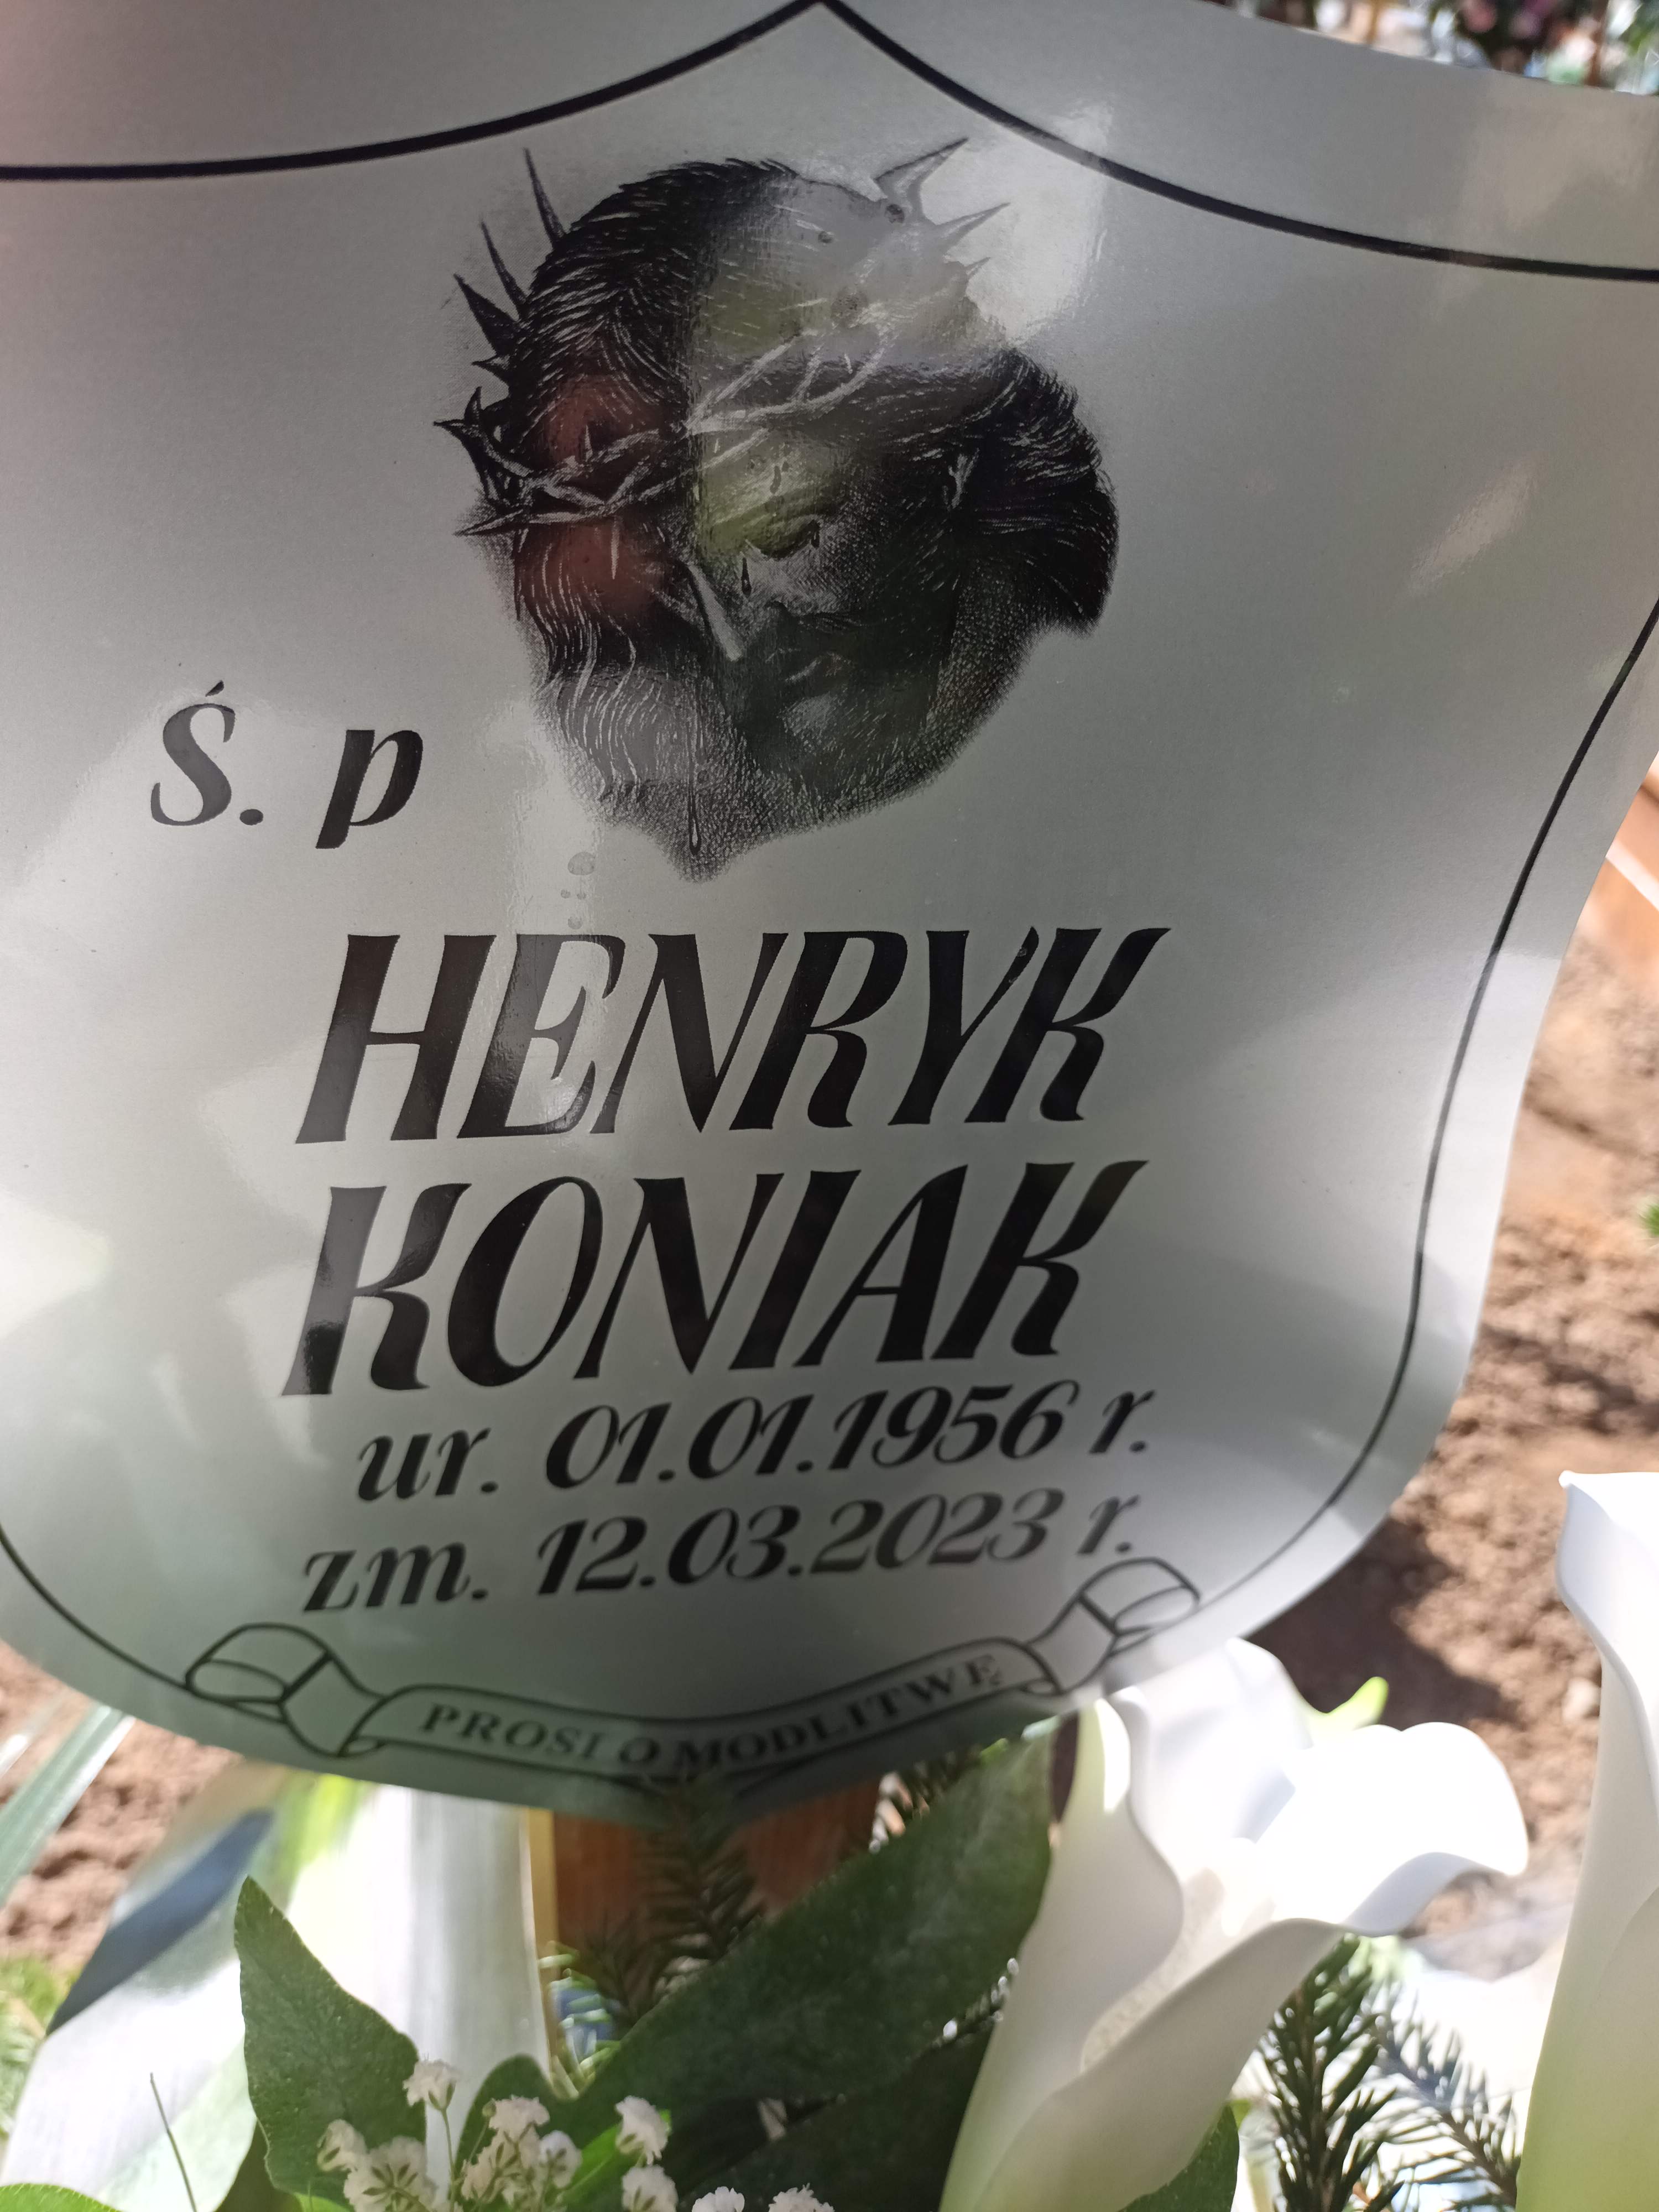 Ś. p
HENRYK
KONIAK
ur. 01.01.1956 r.
zm. 12.03.2023 r.
PROSI O MODLITWĘ